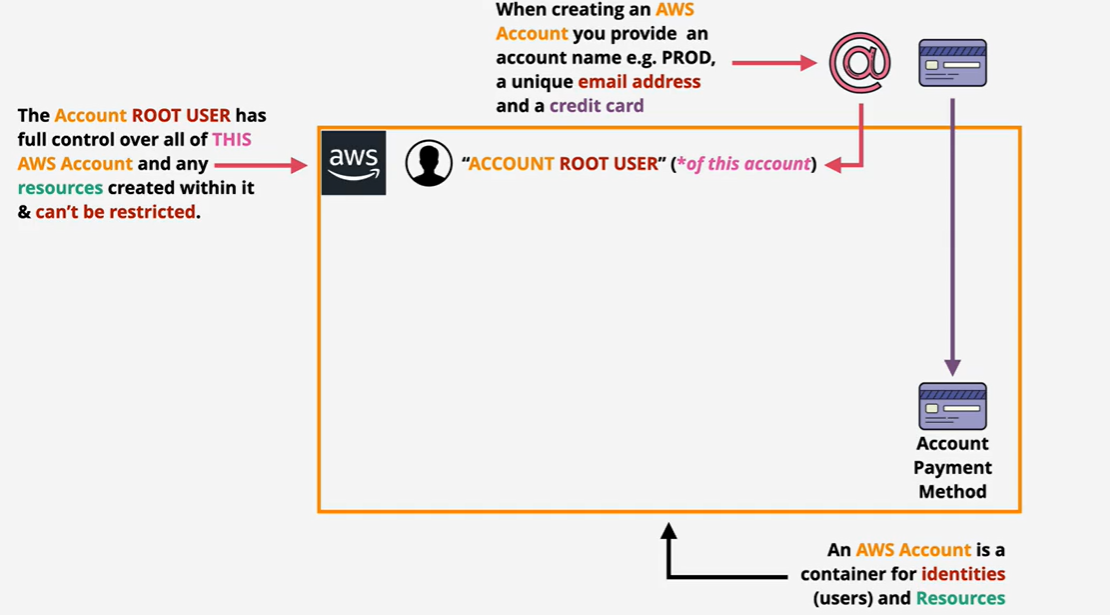 When creating an AWS
Account you provide an
account name e.g. PROD,
a unique email address
and a credit card
The Account ROOT USER has
full control over all of THIS
AWS Account and any
resources created within it
& can't be restricted.
aws
“ACCOUNT ROOT USER” (*of this account)
Account
Payment
Method
An AWS Account is a
container for identities
(users) and Resources